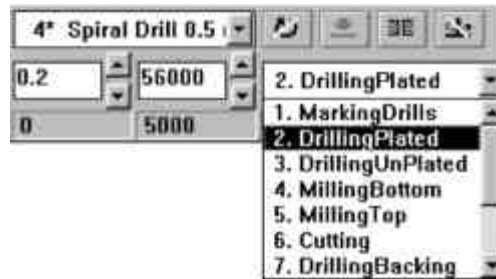 4* Spiral Drill 0.5
0.2
56000
2. DrillingPlated
0
5000
1. MarkingDrills
2. DrillingPlated
3. DrillingUnPlated
4. MillingBottom
5. MillingTop
6. Cutting
7. DrillingBacking